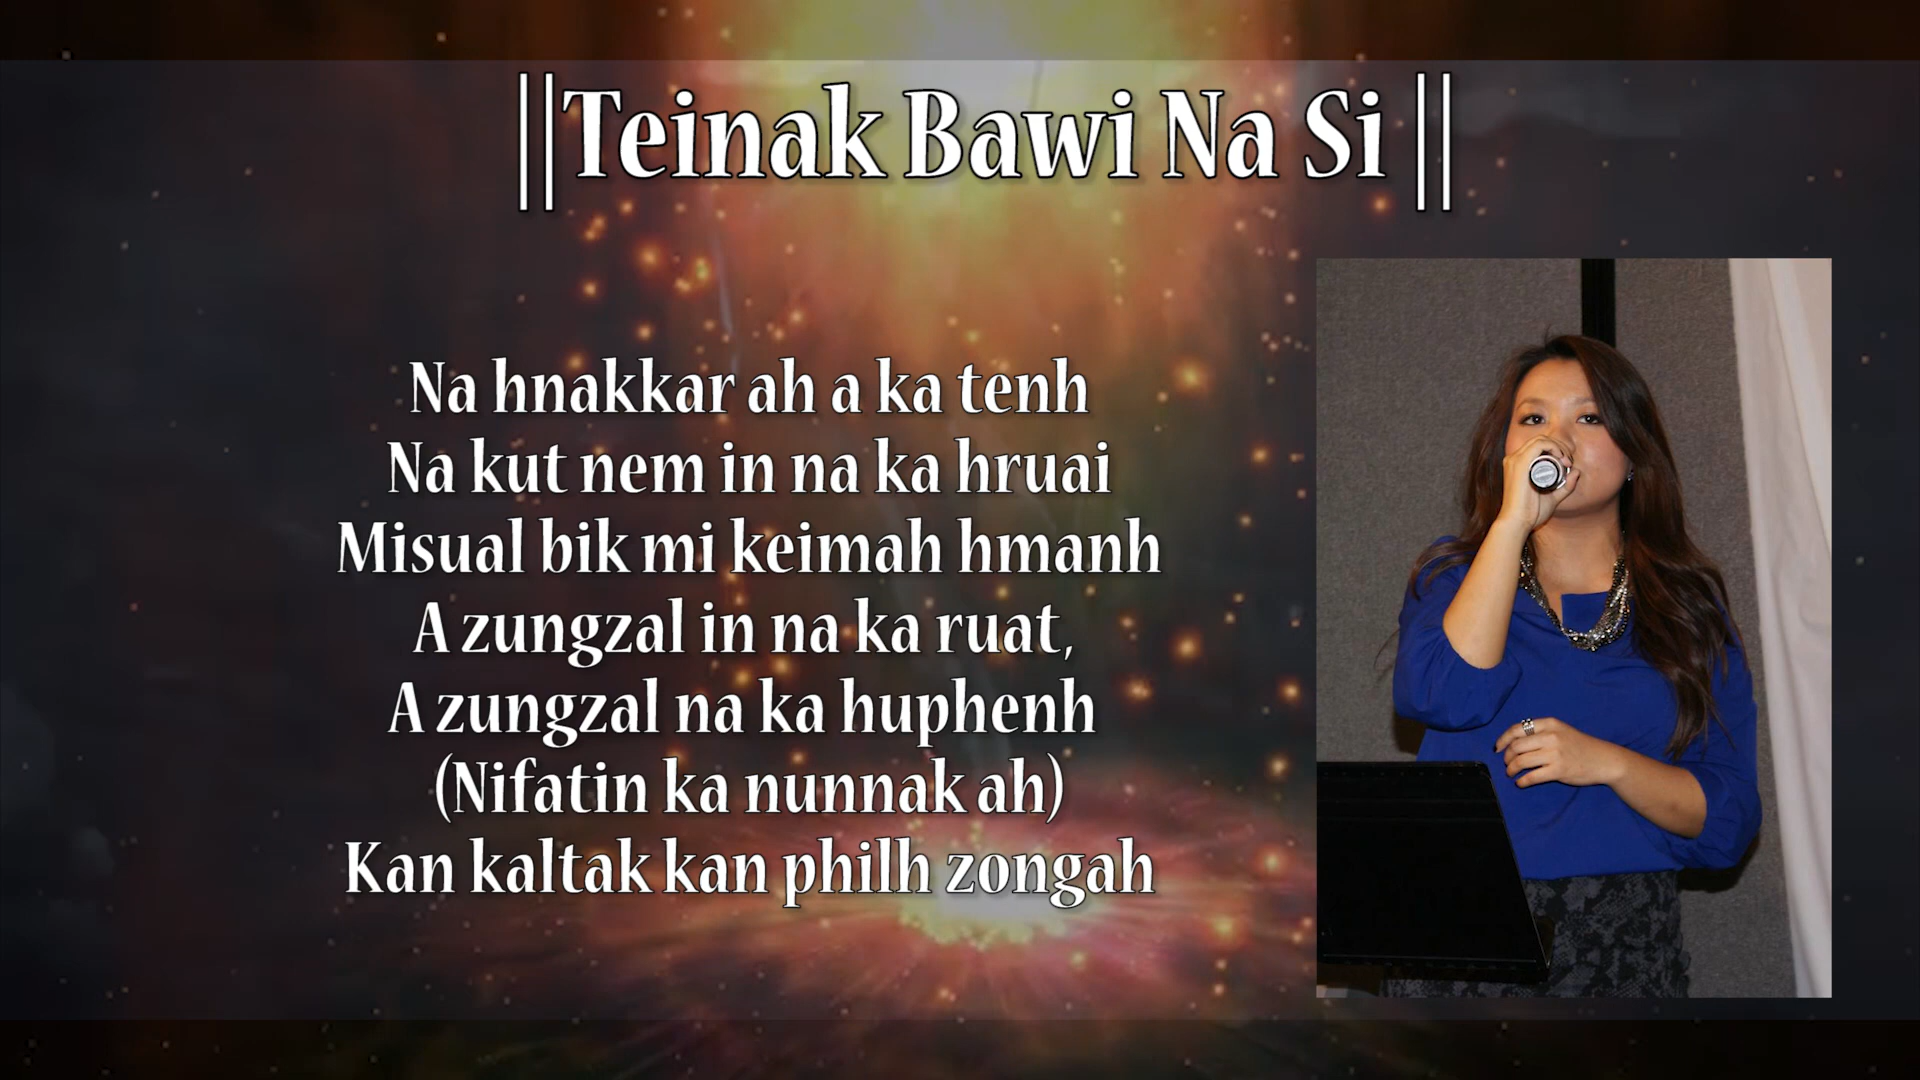 ||Teinak Bawi Na Si ||
Na hnakkar ah a ka tenh
Na kut nem in na ka hruai
Misual bik mi keimah hmanh
A zungzal in na ka ruat,
A zungzal na ka huphenh
(Nifatin ka nunnak ah)
Kan kaltak kan philh zongah